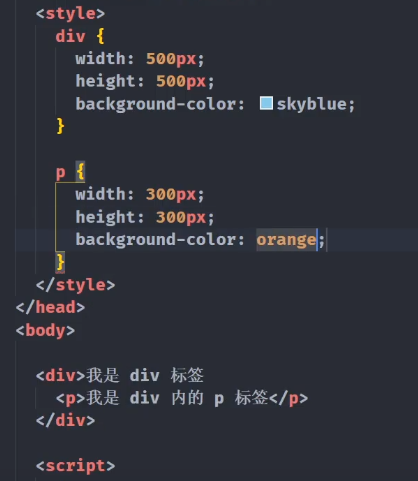 <style>
div {
width: 500px;
height: 500px;
background-color: skyblue;
}
p {
width: 300px;
height: 300px;
background-color: orange;
}
</style>
</head>
<body>
<div>我是 div 标签
<p>我是 div 内的 p 标签</p>
</div>
<script>